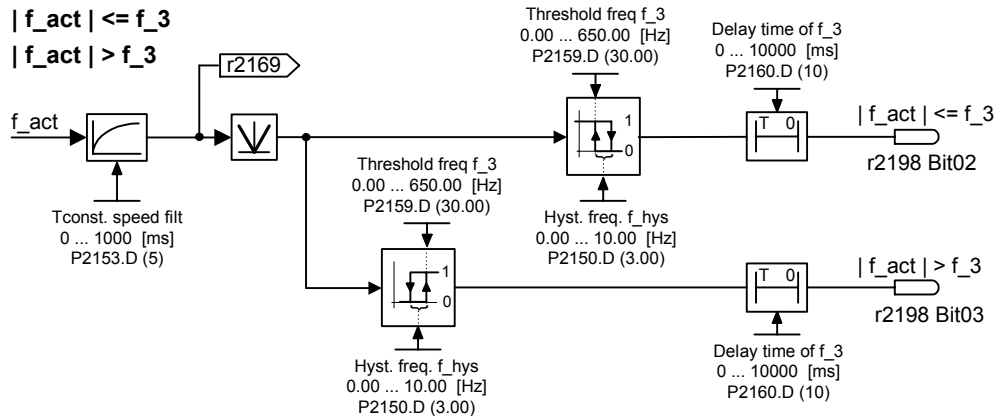 | f_act | <= f_3
| f_act | > f_3
r2169
f_act
Tconst. speed filt
0 ... 1000 [ms]
P2153.D (5)
Threshold freq f_3
0.00 ... 650.00 [Hz]
P2159.D (30.00)
1
0
Hyst. freq. f_hys
0.00 ... 10.00 [Hz]
P2150.D (3.00)
Delay time of f_3
0 ... 10000 [ms]
P2160.D (10)
T 0
| f_act | <= f_3
r2198 Bit02
Threshold freq f_3
0.00 ... 650.00 [Hz]
P2159.D (30.00)
1
0
Hyst. freq. f_hys
0.00 ... 10.00 [Hz]
P2150.D (3.00)
T 0
Delay time of f_3
0 ... 10000 [ms]
P2160.D (10)
| f_act | > f_3
r2198 Bit03